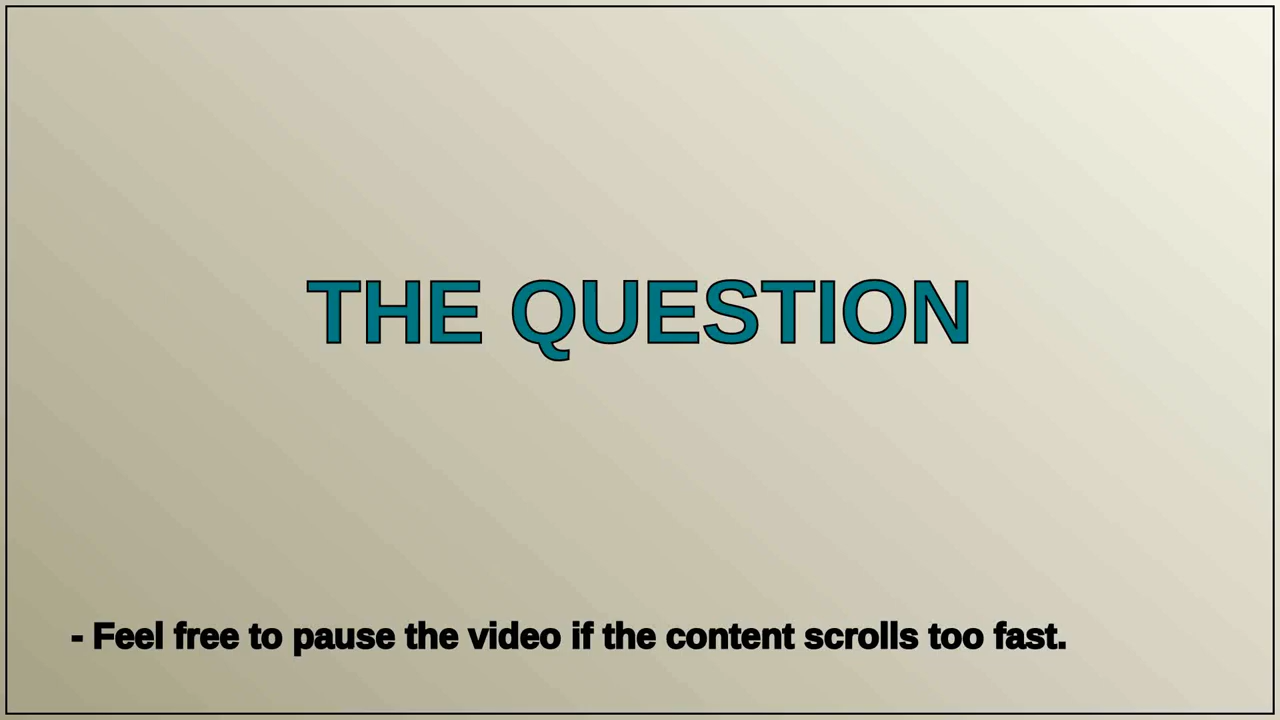 THE QUESTION
- Feel free to pause the video if the content scrolls too fast.